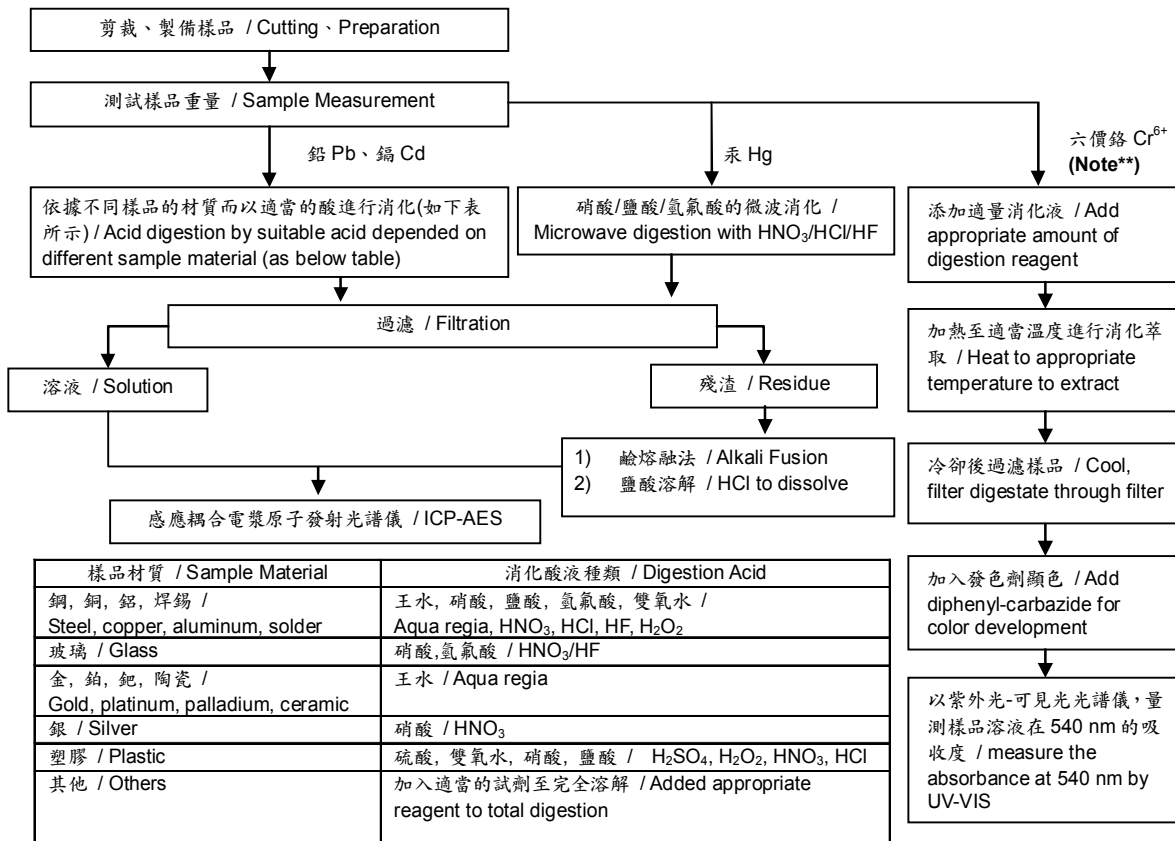 剪裁、製備樣品 / Cutting、Preparation
測試樣品重量 / Sample Measurement
鉛 Pb、鎘 Cd
汞 Hg
六價鉻 Cr⁶⁺
(Note**)
依據不同樣品的材質而以適當的酸進行消化(如下表
所示) / Acid digestion by suitable acid depended on
different sample material (as below table)
硝酸/鹽酸/氫氟酸的微波消化 /
Microwave digestion with HNO₃/HCl/HF
添加適量消化液 / Add
appropriate amount of
digestion reagent
過濾 / Filtration
加熱至適當溫度進行消化萃
取 / Heat to appropriate
temperature to extract
溶液 / Solution
殘渣 / Residue
1) 鹼熔融法 / Alkali Fusion
2) 鹽酸溶解 / HCl to dissolve
冷卻後過濾樣品 / Cool,
filter digestate through filter
感應耦合電漿原子發射光譜儀 / ICP-AES
加入發色劑顯色 / Add
diphenyl-carbazide for
color development
以紫外光-可見光光譜儀，量
測樣品溶液在 540 nm 的吸
收度 / measure the
absorbance at 540 nm by
UV-VIS
樣品材質 / Sample Material
消化酸液種類 / Digestion Acid
鋼, 銅, 鋁, 焊錫 /
Steel, copper, aluminum, solder
王水, 硝酸, 鹽酸, 氫氟酸, 雙氧水 /
Aqua regia, HNO₃, HCl, HF, H₂O₂
玻璃 / Glass
硝酸,氫氟酸 / HNO₃/HF
金, 鉑, 鈀, 陶瓷 /
Gold, platinum, palladium, ceramic
王水 / Aqua regia
銀 / Silver
硝酸 / HNO₃
塑膠 / Plastic
硫酸, 雙氧水, 硝酸, 鹽酸 / H₂SO₄, H₂O₂, HNO₃, HCl
其他 / Others
加入適當的試劑至完全溶解 / Added appropriate
reagent to total digestion